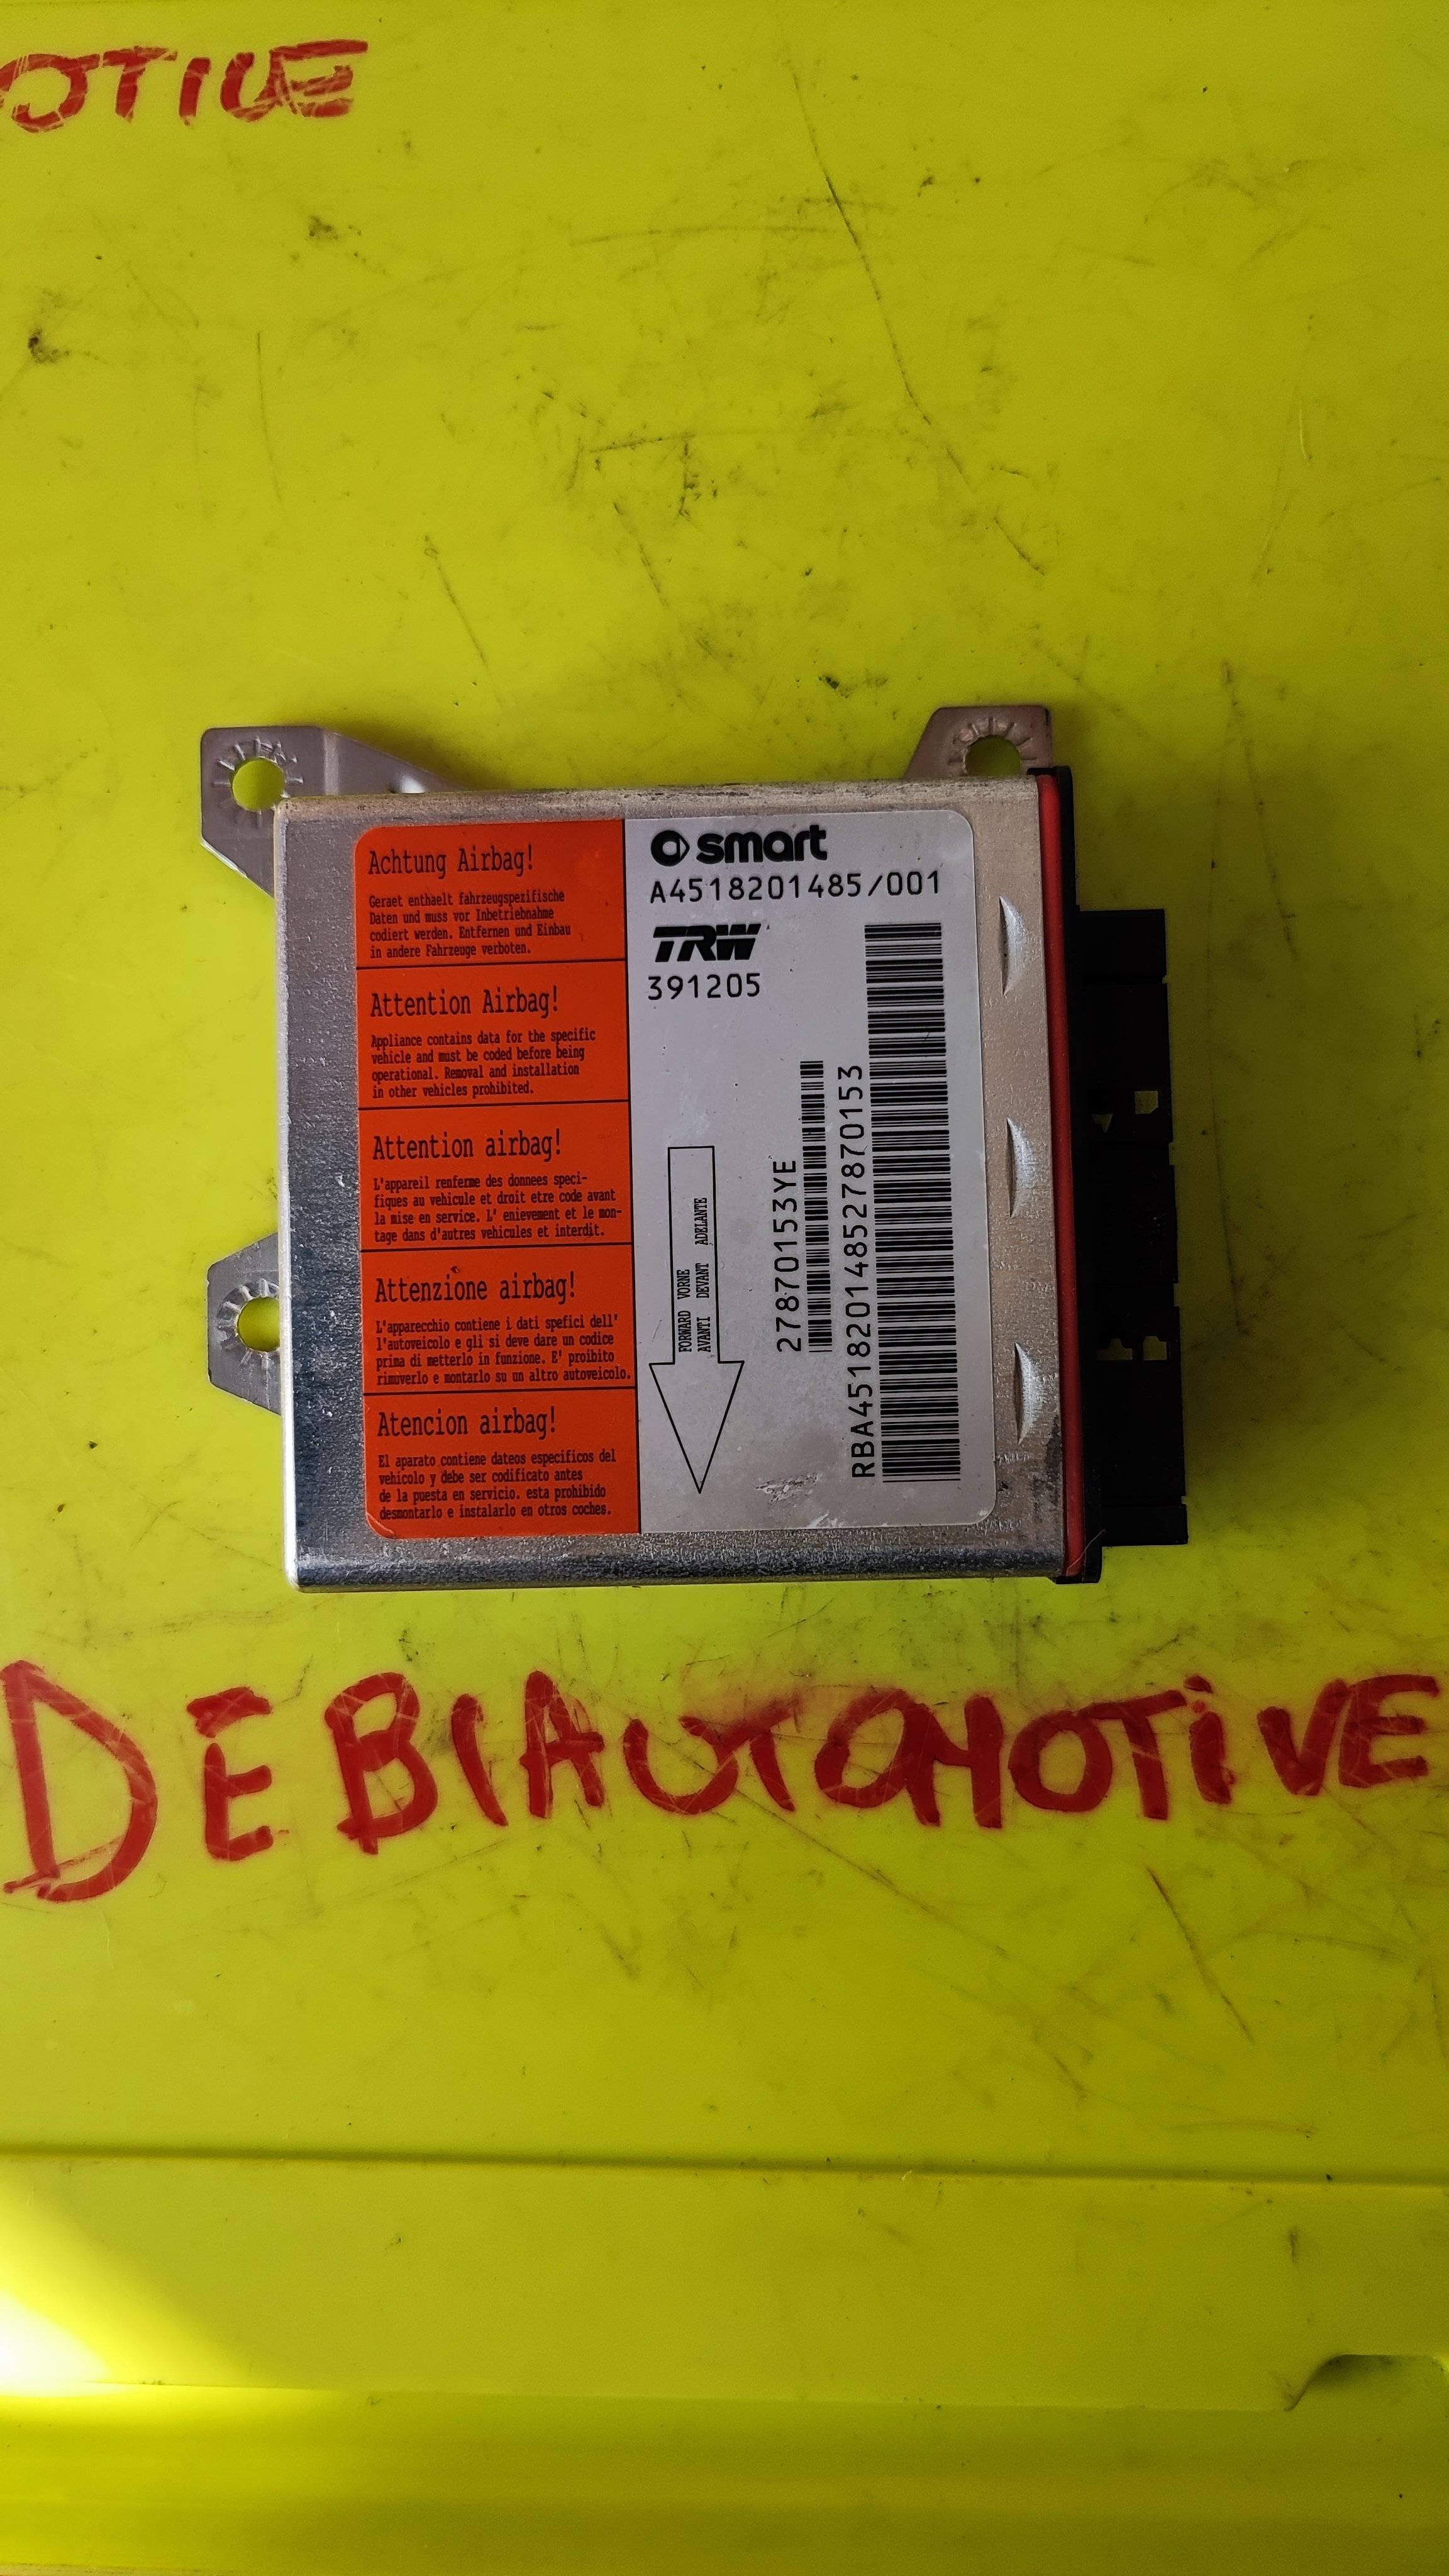 OTIVE
Achtung Airbag!
Geraet enthaelt fahrzeugspezifische
Daten und muss vor Inbetriebnahme
codiert werden. Entfernen und Einbau
in andere Fahrzeuge verboten.
Attention Airbag!
Appliance contains data for the specific
vehicle and must be coded before being
operational. Removal and installation
in other vehicles prohibited.
Attention airbag!
L'appareil renferme des donnees speci-
fiques au vehicule et droit etre code avant
la mise en service. L' enievement et le mon-
tage dans d'autres vehicules et interdit.
Attenzione airbag!
L'apparecchio contiene i dati spefici dell'
l'autoveicolo e gli si deve dare un codice
prima di metterlo in funzione. E' proibito
rimuverlo e montarlo su un altro autoveicolo.
Atencion airbag!
El aparato contiene dateos especificos del
vehiculo y debe ser codificato antes
de la puesta en servicio. esta prohibido
desmontarlo e instalarlo en otros coches.
smart
A4518201485/001
TRW
391205
FORWARD VORNE
AVANTI DEVANT ADELANTE
27870153YE
RBA451820148527870153
DEBIAUTOMOTIVE